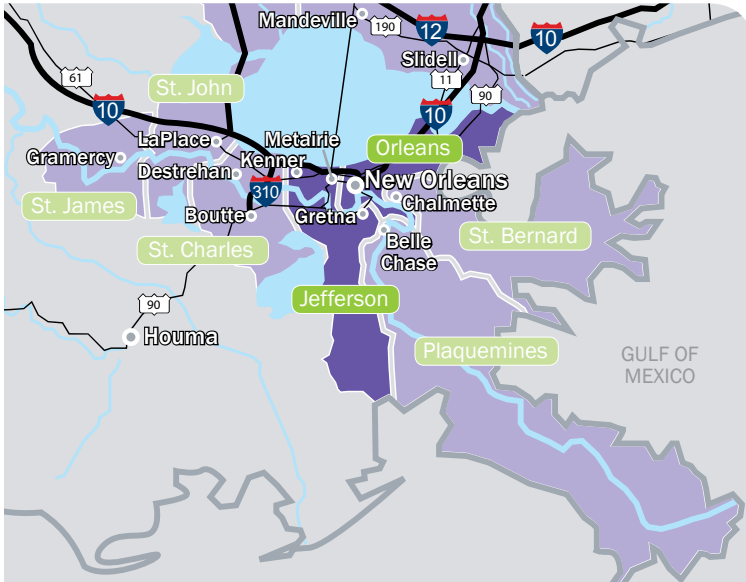 Mandeville
190
12
10
Slidell
61
St. John
11
90
10
10
Metairie
LaPlace
Orleans
Gramercy
Kenner
Destrehan
New Orleans
310
St. James
Chalmette
Boutte
Gretna
St. Bernard
St. Charles
Belle
Chase
Jefferson
90
Houma
Plaquemines
GULF OF
MEXICO